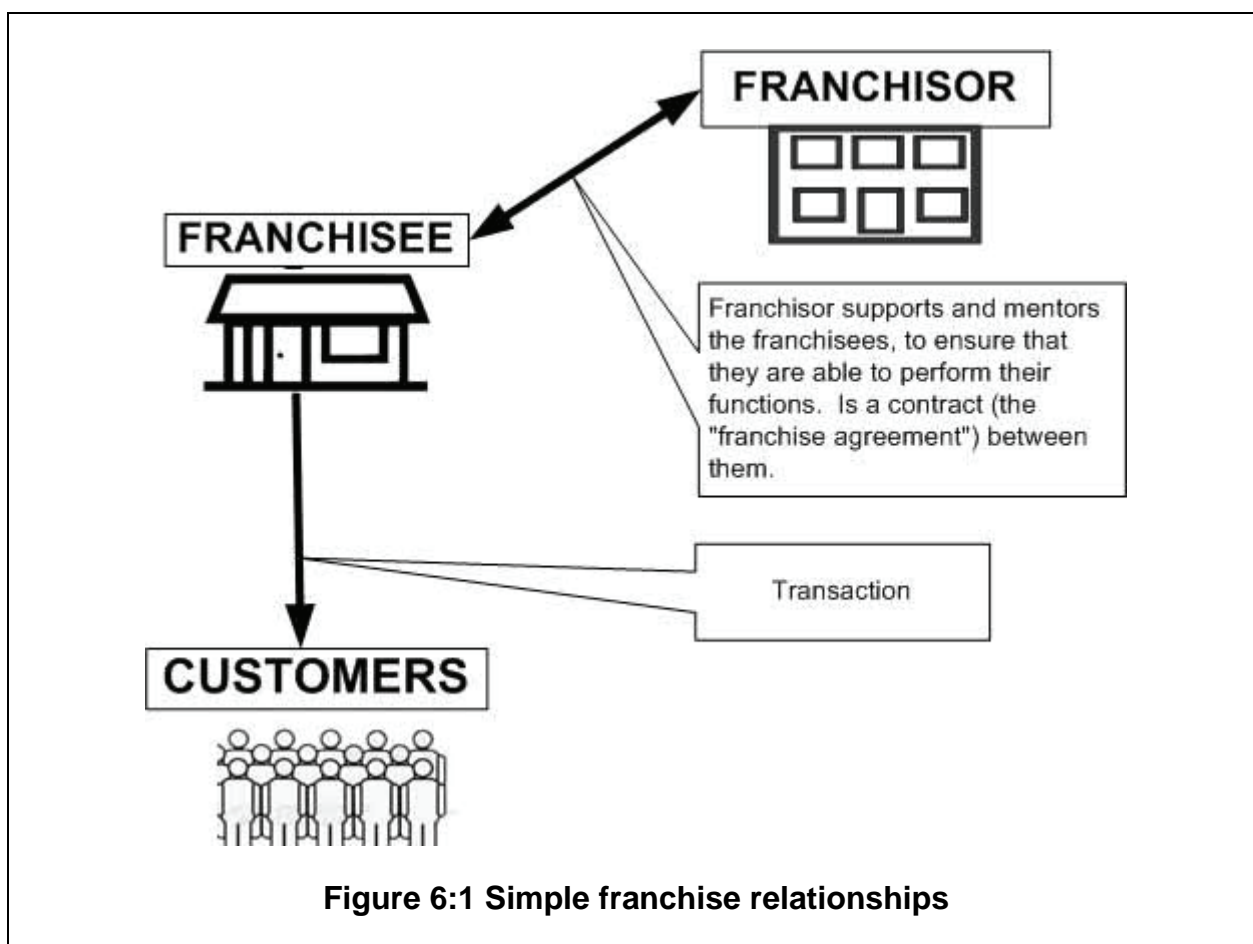 FRANCHISOR
FRANCHISEE
Franchisor supports and mentors
the franchisees, to ensure that
they are able to perform their
functions.  Is a contract (the
"franchise agreement") between
them.
Transaction
CUSTOMERS
Figure 6:1 Simple franchise relationships